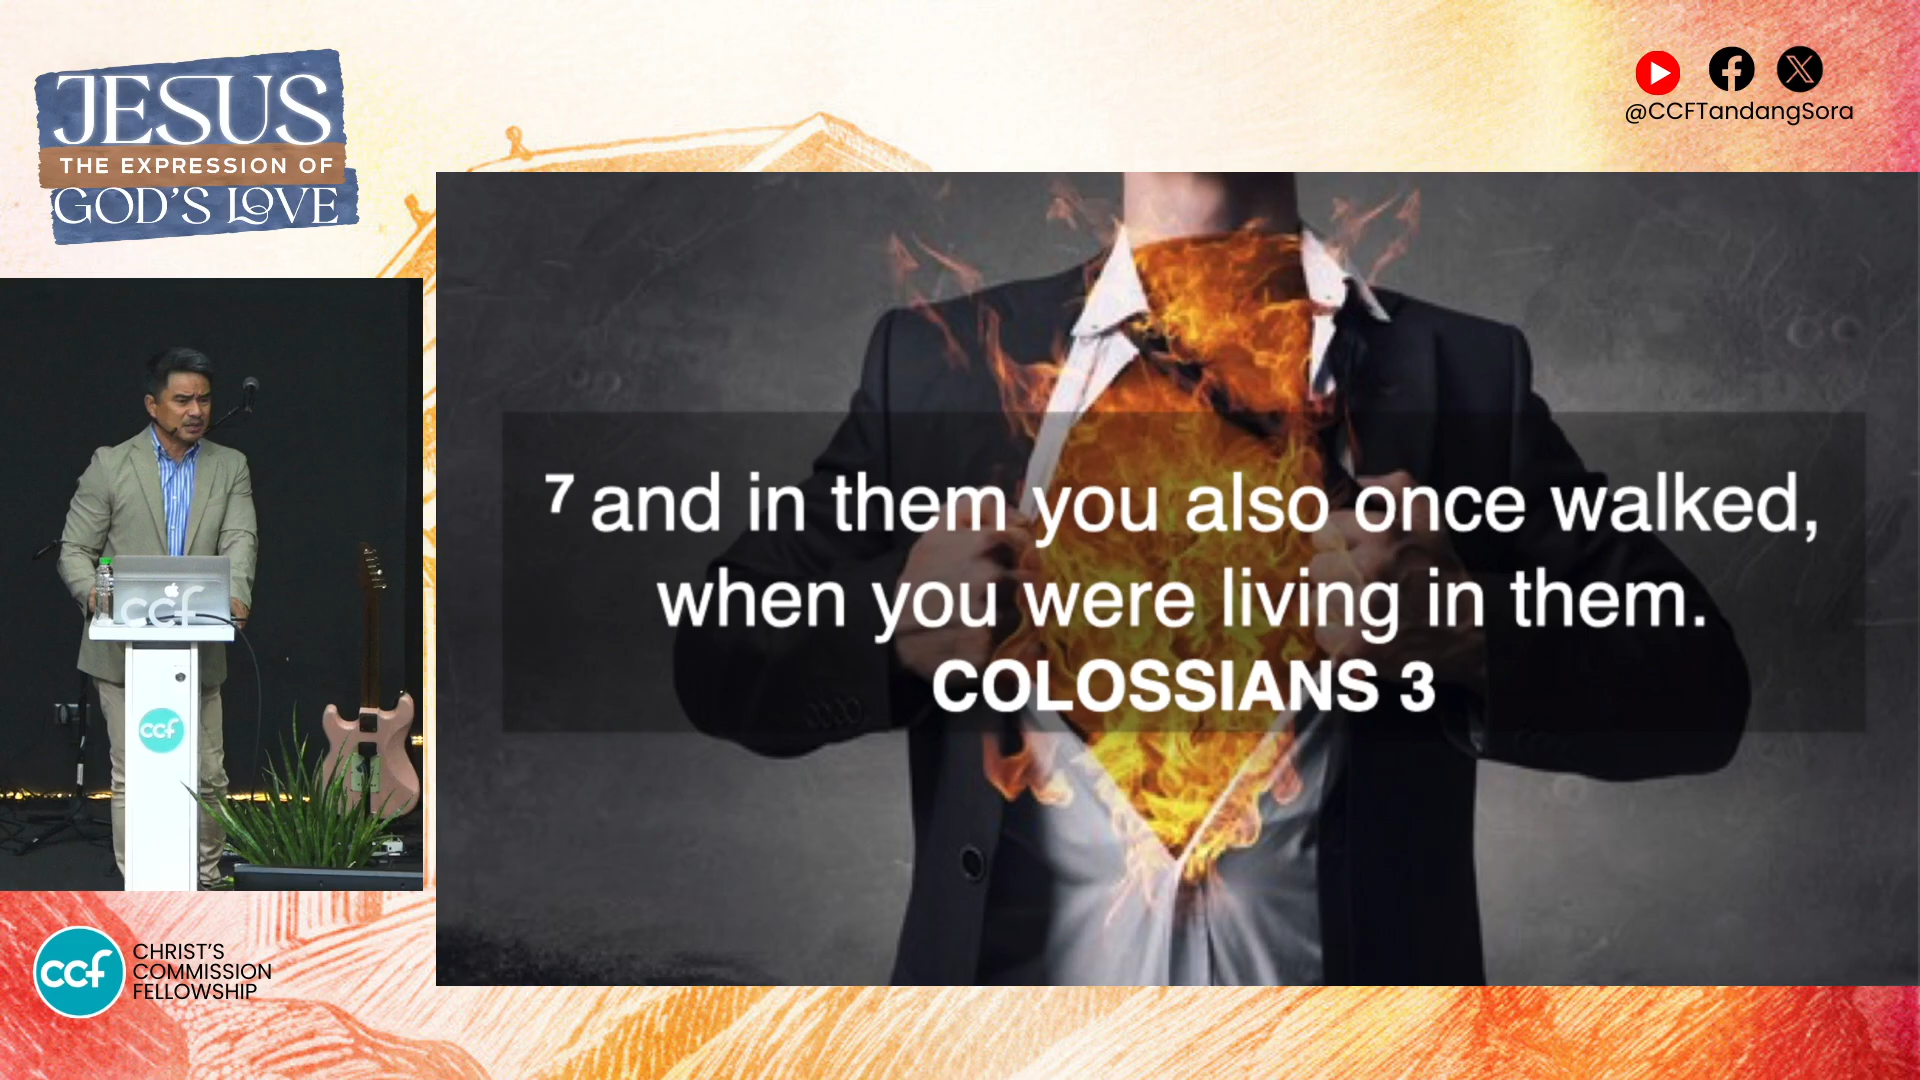 JESUS
THE EXPRESSION OF
GOD'S LOVE
@CCFTandangSora
7 and in them you also once walked,
when you were living in them.
COLOSSIANS 3
ccf
ccf
ccf
CHRIST'S
COMMISSION
FELLOWSHIP